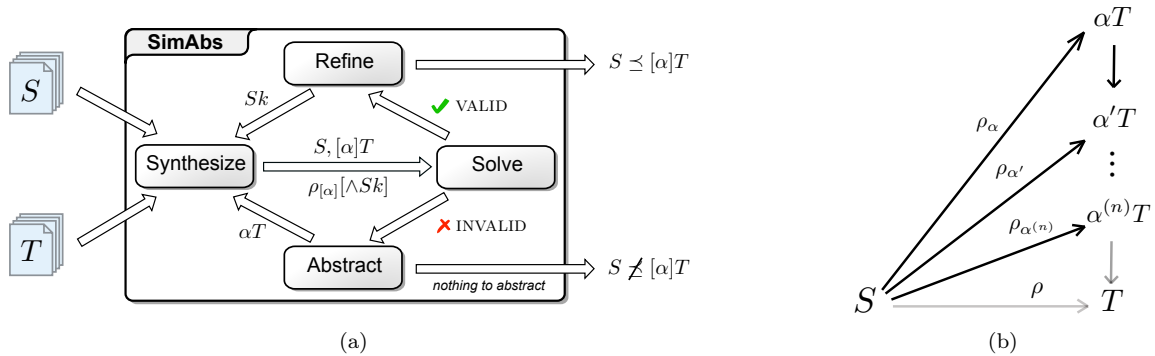 SimAbs
Refine
S ⪯ [α]T
S
Sk
✓ VALID
Synthesize
S, [α]T
ρ[α][∧Sk]
Solve
T
αT
✗ INVALID
Abstract
S ⪯̸ [α]T
nothing to abstract
(a)
αT
ρα
α′T
⋮
ρα′
α(n)T
ρα(n)
S
ρ
T
(b)